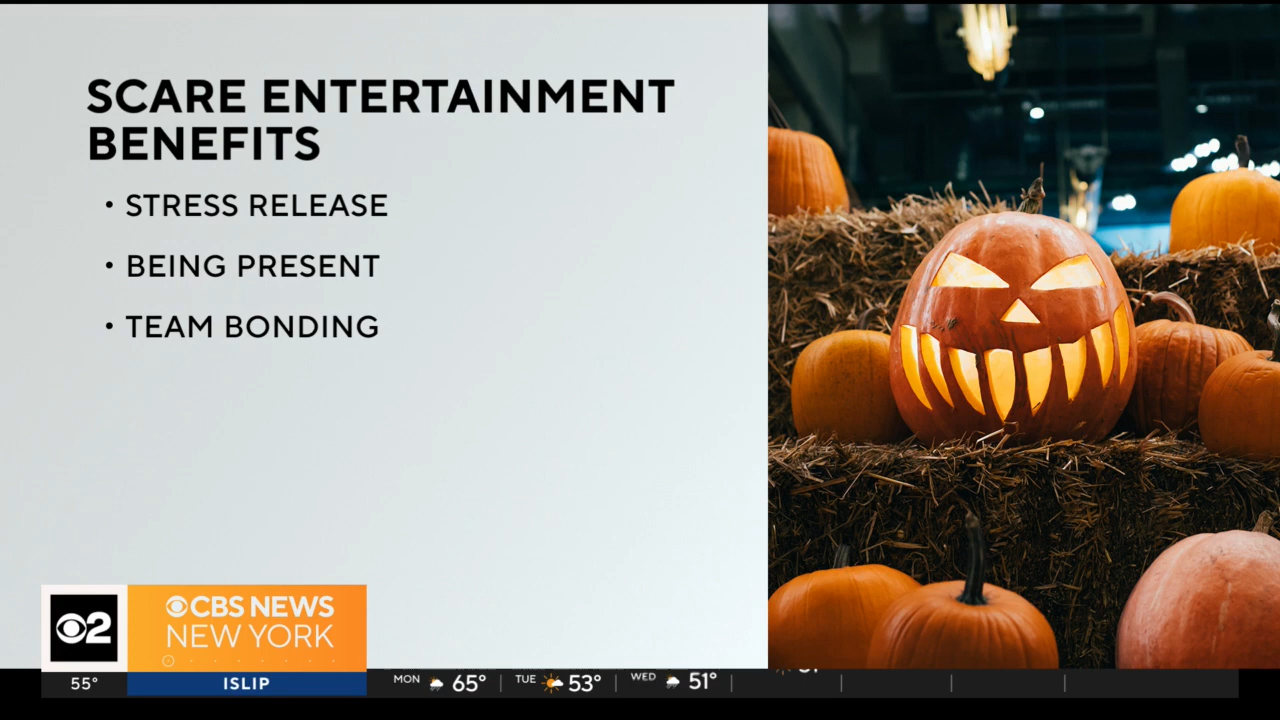 SCARE ENTERTAINMENT
BENEFITS
• STRESS RELEASE
• BEING PRESENT
• TEAM BONDING
2
CBS NEWS
NEW YORK
55° ISLIP MON 65° TUE 53° WED 51°